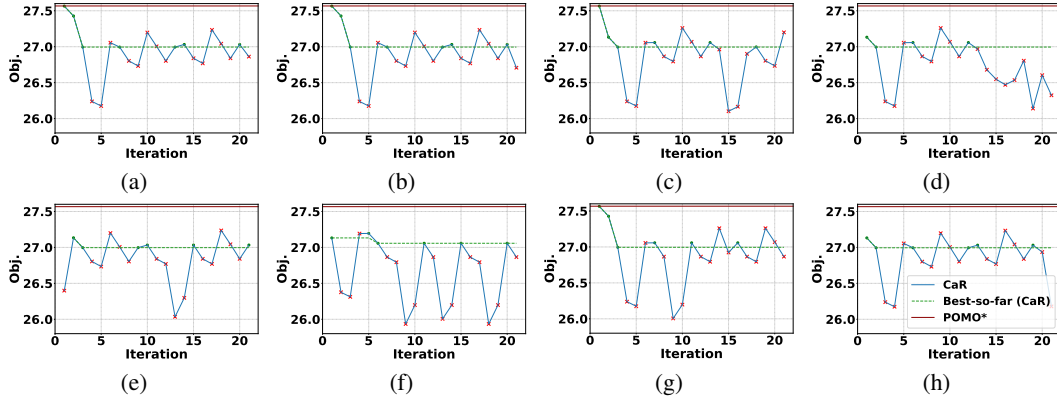 27.5 27.5 27.5 27.5
27.0 27.0 27.0 27.0
26.5 26.5 26.5 26.5
26.0 26.0 26.0 26.0
Obj. Obj. Obj. Obj.
0 5 10 15 20 0 5 10 15 20 0 5 10 15 20 0 5 10 15 20
Iteration Iteration Iteration Iteration
(a) (b) (c) (d)
27.5 27.5 27.5 27.5
27.0 27.0 27.0 27.0
26.5 26.5 26.5 26.5
26.0 26.0 26.0 26.0
Obj. Obj. Obj. Obj.
CaR
Best-so-far (CaR)
POMO*
0 5 10 15 20 0 5 10 15 20 0 5 10 15 20 0 5 10 15 20
Iteration Iteration Iteration Iteration
(e) (f) (g) (h)